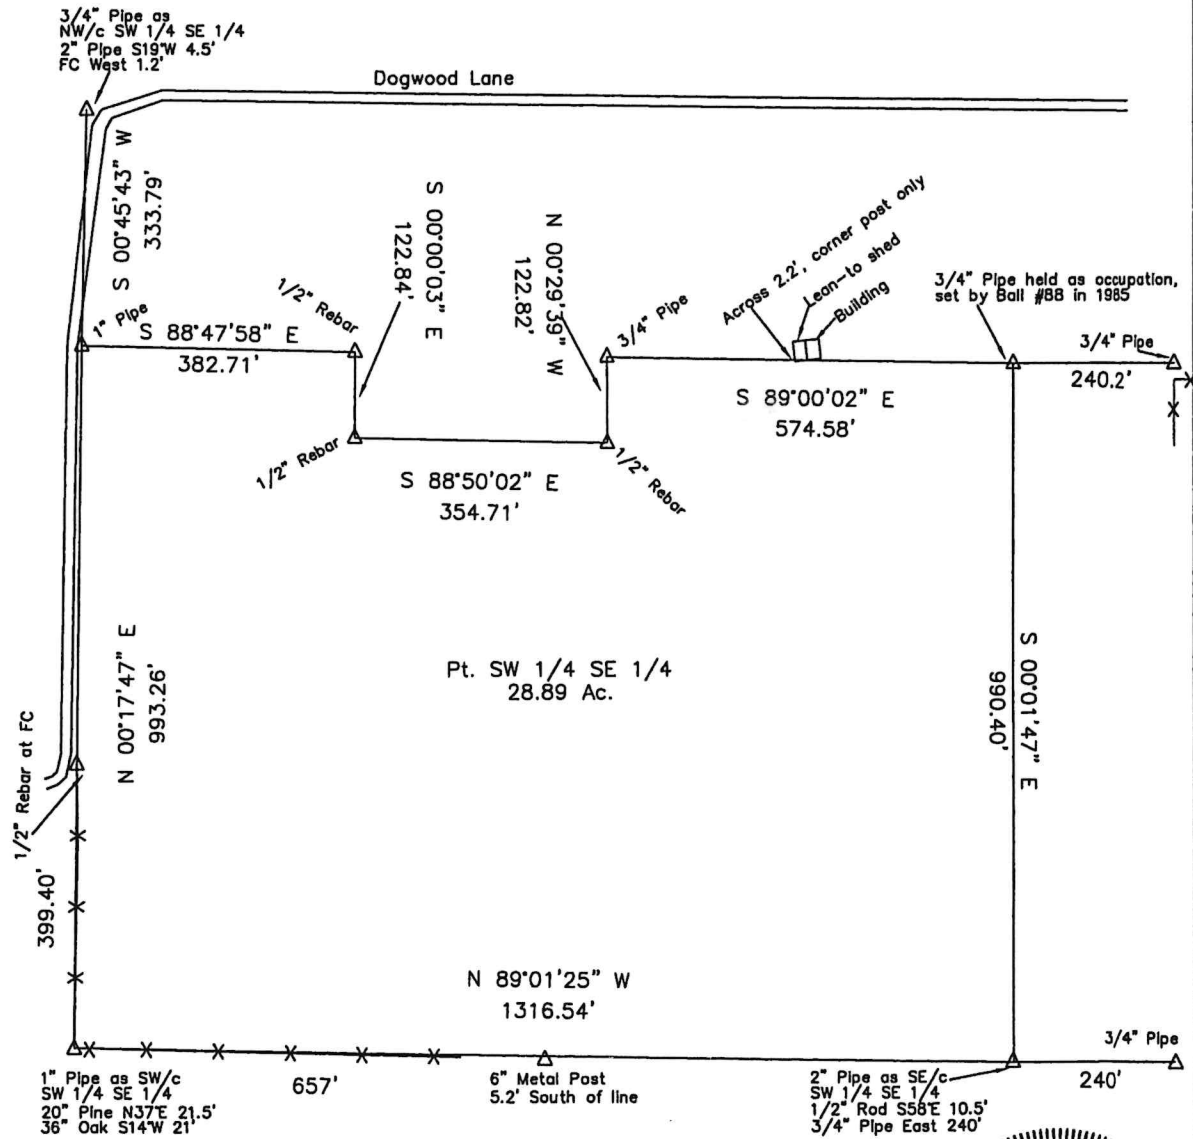 3/4" Pipe as
NW/c SW 1/4 SE 1/4
2" Pipe S19°W 4.5'
FC West 1.2'
Dogwood Lane
S 00°45'43" W
333.79'
S 00°00'03" E
122.84'
N 00°29'39" W
122.82'
Across 2.2', corner post only
Lean-to shed
Building
3/4" Pipe held as occupation,
set by Ball #88 in 1985
3/4" Pipe
240.2'
1" Pipe
S 88°47'58" E
382.71'
1/2" Rebar
3/4" Pipe
S 89°00'02" E
574.58'
1/2" Rebar
S 88°50'02" E
354.71'
1/2" Rebar
N 00°17'47" E
993.26'
Pt. SW 1/4 SE 1/4
28.89 Ac.
S 00°01'47" E
990.40'
1/2" Rebar at FC
399.40'
N 89°01'25" W
1316.54'
3/4" Pipe
1" Pipe as SW/c
SW 1/4 SE 1/4
20" Pine N37°E 21.5'
36" Oak S14°W 21'
657'
6" Metal Post
5.2' South of line
2" Pipe as SE/c
SW 1/4 SE 1/4
1/2" Rod S58°E 10.5'
3/4" Pipe East 240'
240'